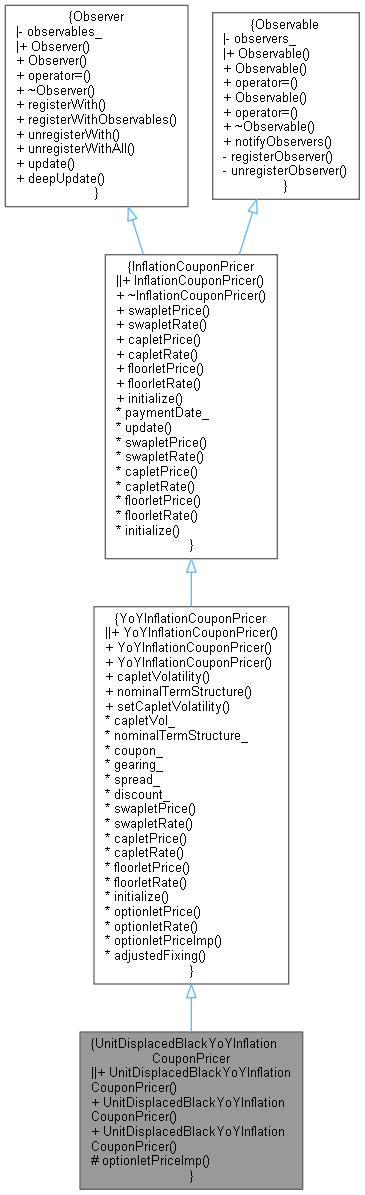 {Observer
|- observables_
|+ Observer()
+ Observer()
+ operator=()
+ ~Observer()
+ registerWith()
+ registerWithObservables()
+ unregisterWith()
+ unregisterWithAll()
+ update()
+ deepUpdate()
}
{Observable
|- observers_
|+ Observable()
+ Observable()
+ operator=()
+ Observable()
+ operator=()
+ ~Observable()
+ notifyObservers()
- registerObserver()
- unregisterObserver()
}
{InflationCouponPricer
||+ InflationCouponPricer()
+ ~InflationCouponPricer()
+ swapletPrice()
+ swapletRate()
+ capletPrice()
+ capletRate()
+ floorletPrice()
+ floorletRate()
+ initialize()
* paymentDate_
* update()
* swapletPrice()
* swapletRate()
* capletPrice()
* capletRate()
* floorletPrice()
* floorletRate()
* initialize()
}
{YoYInflationCouponPricer
||+ YoYInflationCouponPricer()
+ YoYInflationCouponPricer()
+ YoYInflationCouponPricer()
+ capletVolatility()
+ nominalTermStructure()
+ setCapletVolatility()
* capletVol_
* nominalTermStructure_
* coupon_
* gearing_
* spread_
* discount_
* swapletPrice()
* swapletRate()
* capletPrice()
* capletRate()
* floorletPrice()
* floorletRate()
* initialize()
* optionletPrice()
* optionletRate()
* optionletPriceImp()
* adjustedFixing()
}
{UnitDisplacedBlackYoYInflation
CouponPricer
||+ UnitDisplacedBlackYoYInflation
CouponPricer()
+ UnitDisplacedBlackYoYInflation
CouponPricer()
+ UnitDisplacedBlackYoYInflation
CouponPricer()
# optionletPriceImp()
}